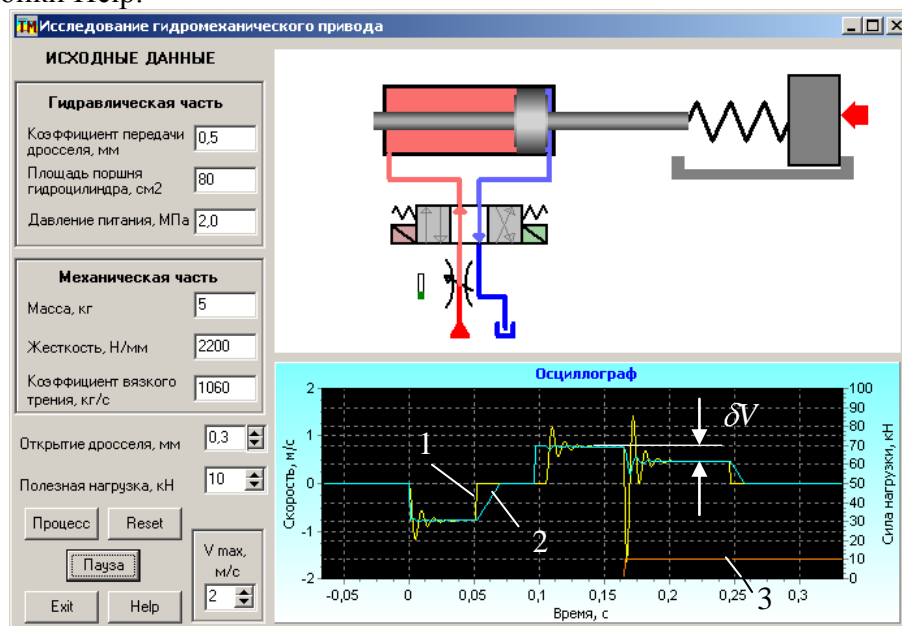 кнопки Help.
Исследование гидромеханического привода
ИСХОДНЫЕ ДАННЫЕ
Гидравлическая часть
Коэффициент передачи
дросселя, мм
0,5
Площадь поршня
гидроцилиндра, см2
80
Давление питания, МПа
2,0
Механическая часть
Масса, кг
5
Жесткость, Н/мм
2200
Коэффициент вязкого
трения, кг/с
1060
Открытие дросселя, мм
0,3
Полезная нагрузка, кН
10
Процесс
Reset
Пауза
Exit
Help
V max,
м/с
2
Осциллограф
Скорость, м/с
2
1
0
-1
-2
1
2
δV
3
100
90
80
70
60
50
40
30
20
10
0
Сила нагрузки, кН
-0,05
0
0,05
0,1
0,15
0,2
0,25
0,3
Время, с